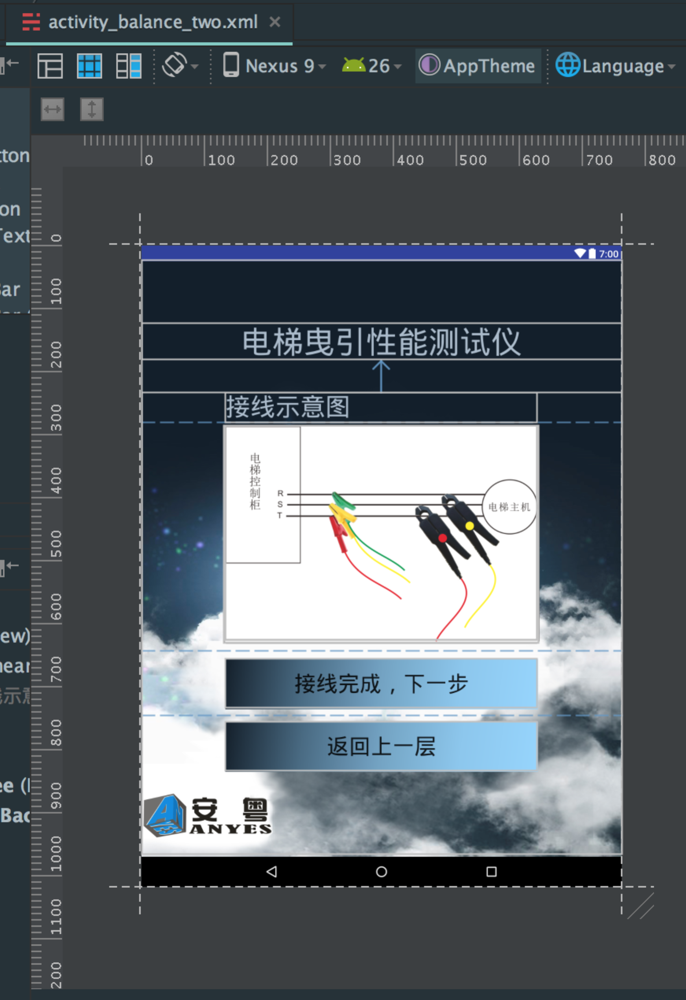 activity_balance_two.xml
Nexus 9 26 AppTheme Language
tton
0 100 200 300 400 500 600 700 800
on
Text
0
7:00
Bar
100
电梯曳引性能测试仪
200
接线示意图
300
电梯控制柜
400
R
S
T
电梯主机
500
600
ew)
接线完成，下一步
700
near
示意
返回上一层
800
ee (
900
安 粤
ANYES
Bac
1000
1100
200